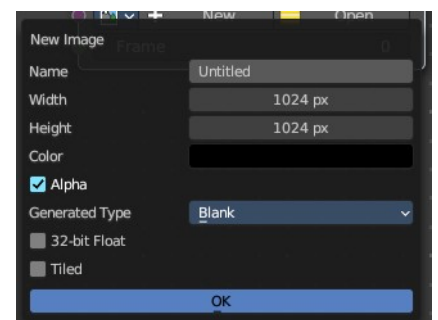 New Open
New Image
Frame 0
Name Untitled
Width 1024 px
Height 1024 px
Color
Alpha
Generated Type Blank
32-bit Float
Tiled
OK